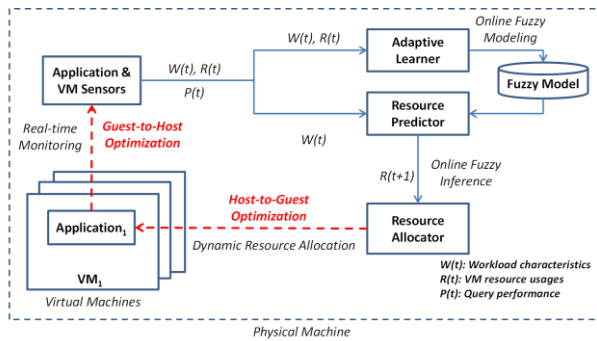 Application &
VM Sensors
W(t), R(t)
P(t)
W(t), R(t)
Adaptive
Learner
Online Fuzzy
Modeling
Fuzzy Model
Resource
Predictor
W(t)
Real-time
Monitoring
Guest-to-Host
Optimization
R(t+1)
Online Fuzzy
Inference
Host-to-Guest
Optimization
Dynamic Resource Allocation
Resource
Allocator
Application1
VM1
Virtual Machines
W(t): Workload characteristics
R(t): VM resource usages
P(t): Query performance
Physical Machine